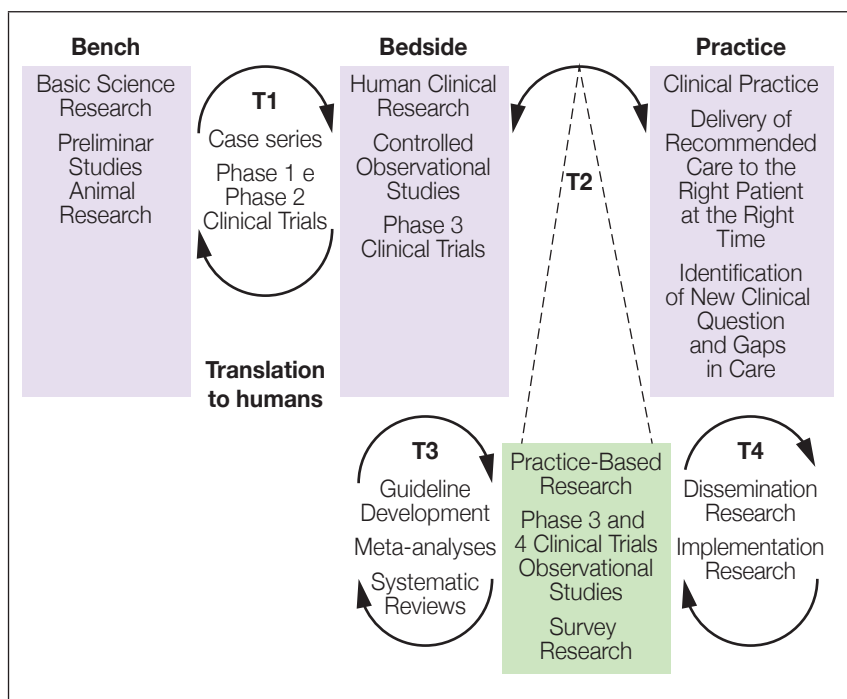 Bench
Basic Science
Research
Preliminar
Studies
Animal
Research
T1
Case series
Phase 1 e
Phase 2
Clinical Trials
Translation
to humans
Bedside
Human Clinical
Research
Controlled
Observational
Studies
Phase 3
Clinical Trials
T2
Practice
Clinical Practice
Delivery of
Recommended
Care to the
Right Patient
at the Right
Time
Identification
of New Clinical
Question
and Gaps
in Care
T3
Guideline
Development
Meta-analyses
Systematic
Reviews
Practice-Based
Research
Phase 3 and
4 Clinical Trials
Observational
Studies
Survey
Research
T4
Dissemination
Research
Implementation
Research